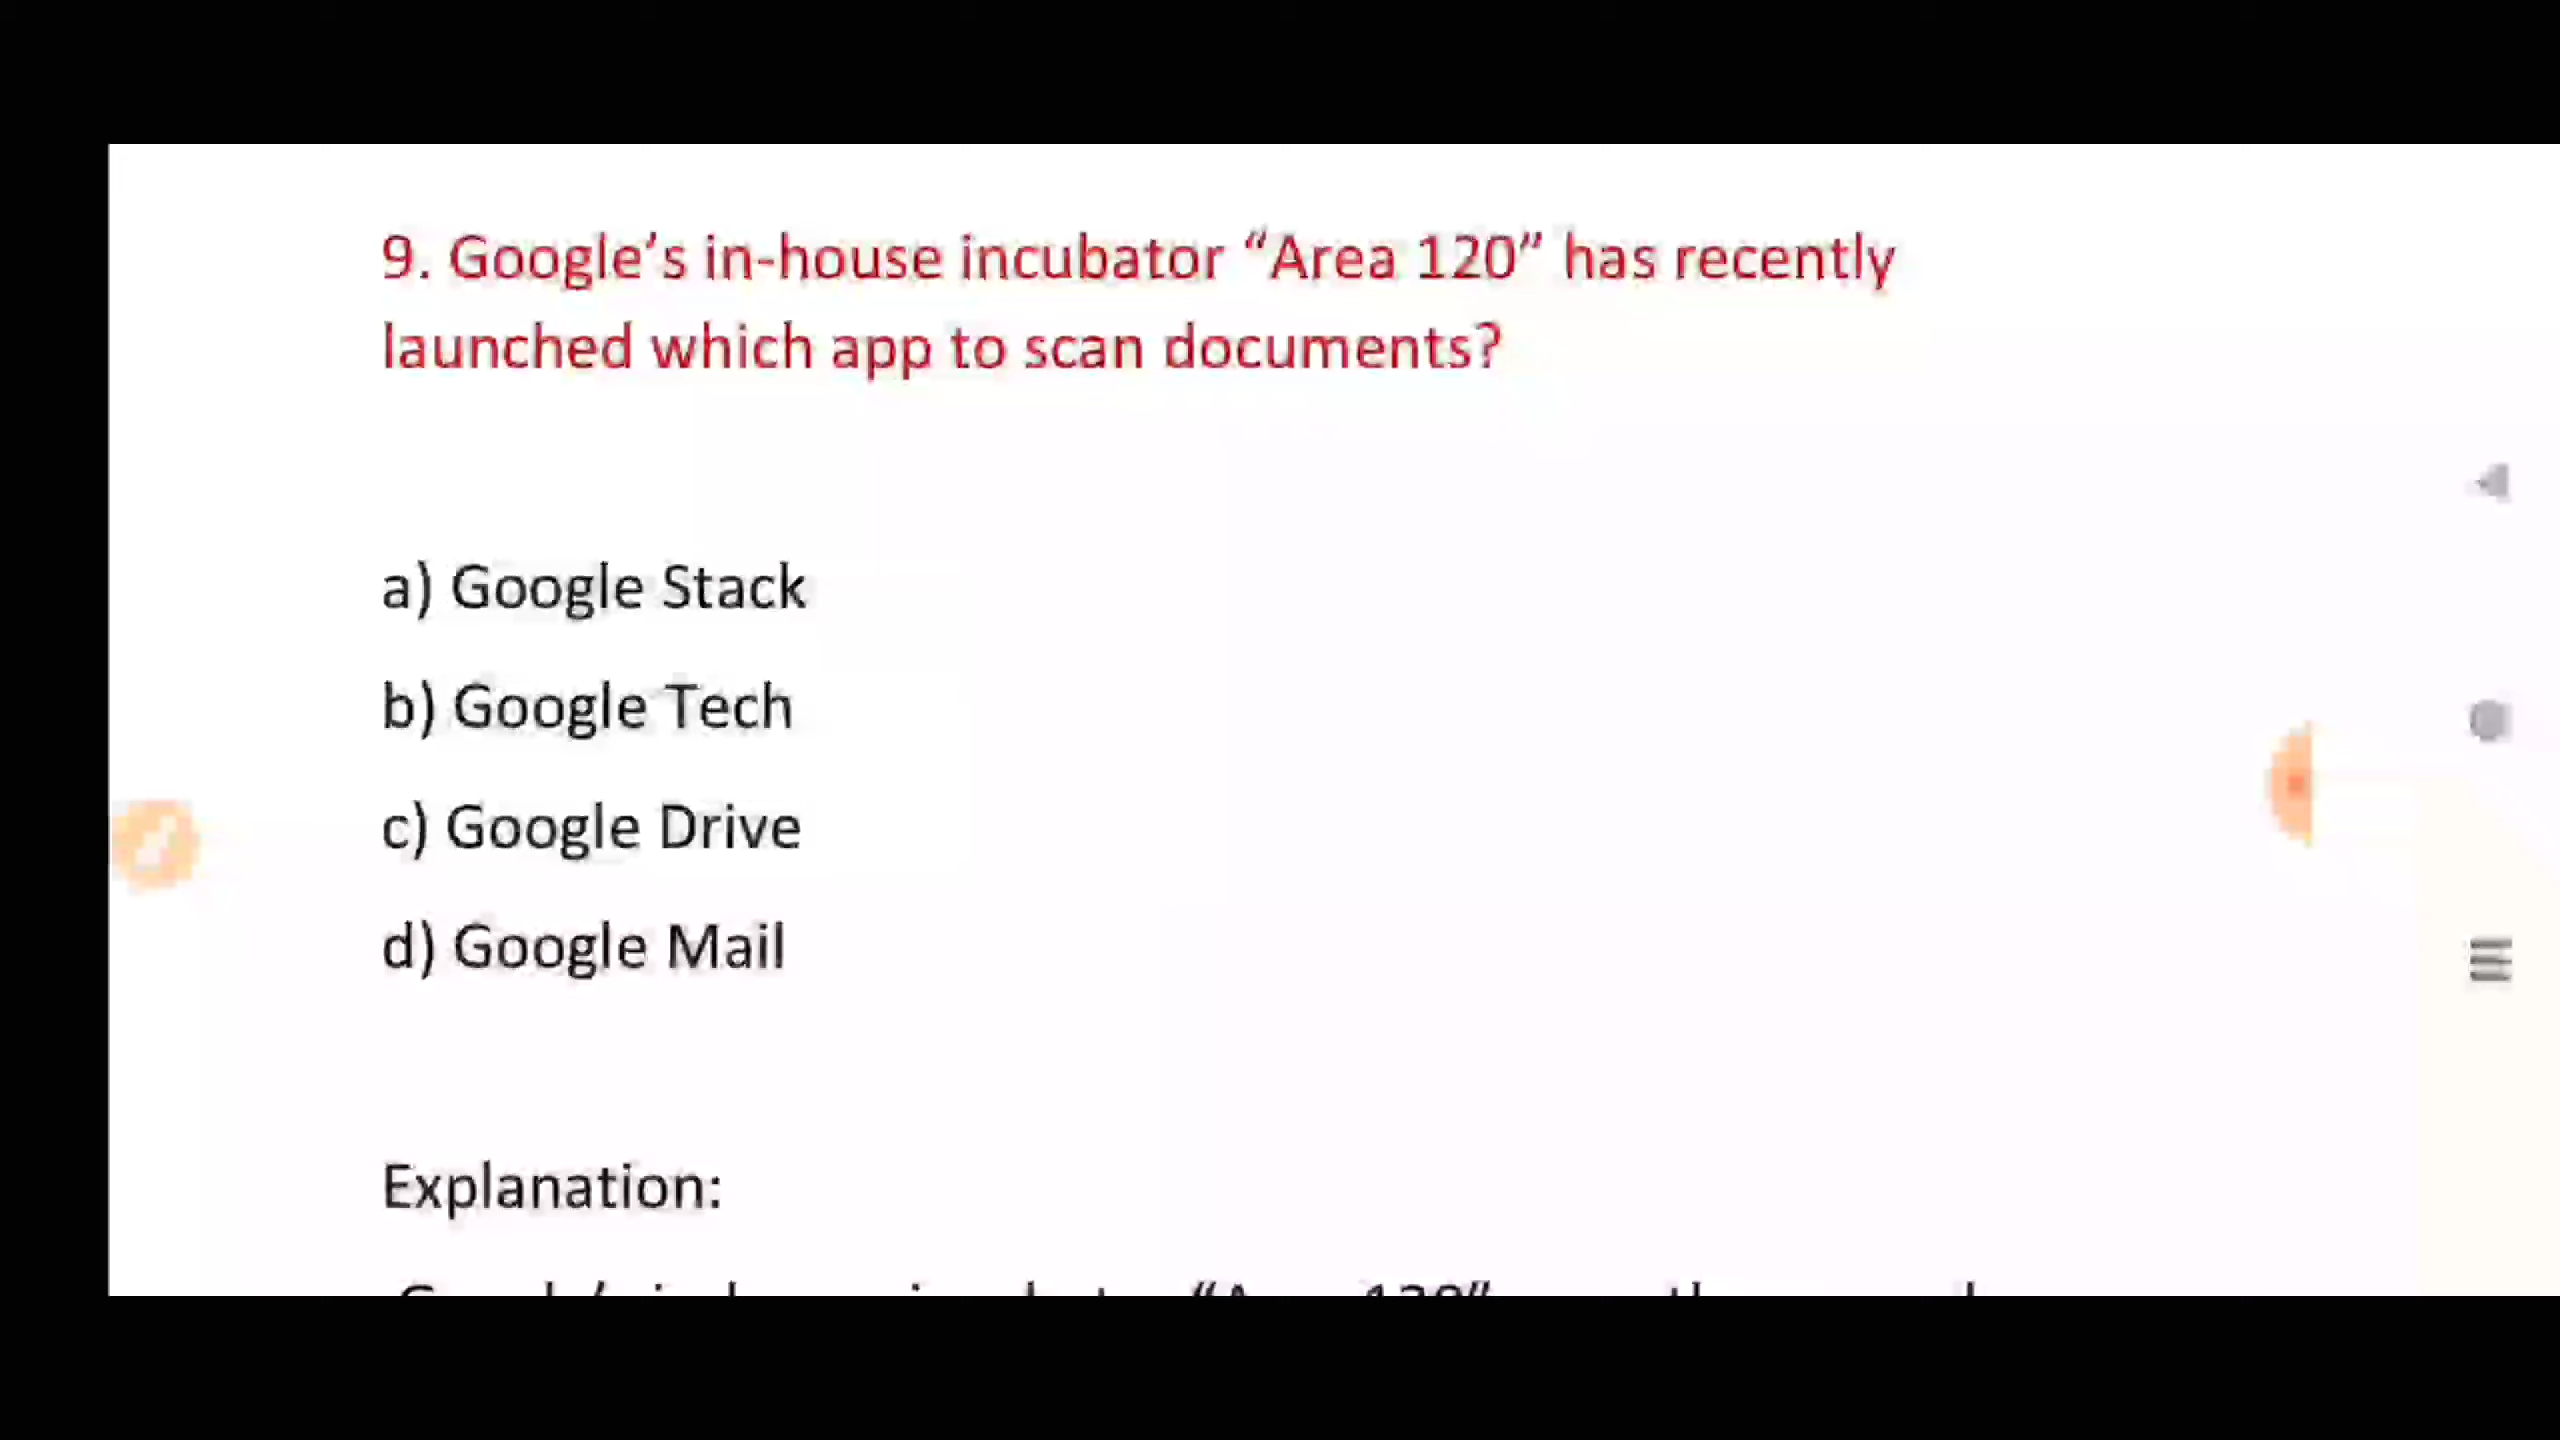 9. Google’s in-house incubator “Area 120” has recently
launched which app to scan documents?
a) Google Stack
b) Google Tech
c) Google Drive
d) Google Mail
Explanation: